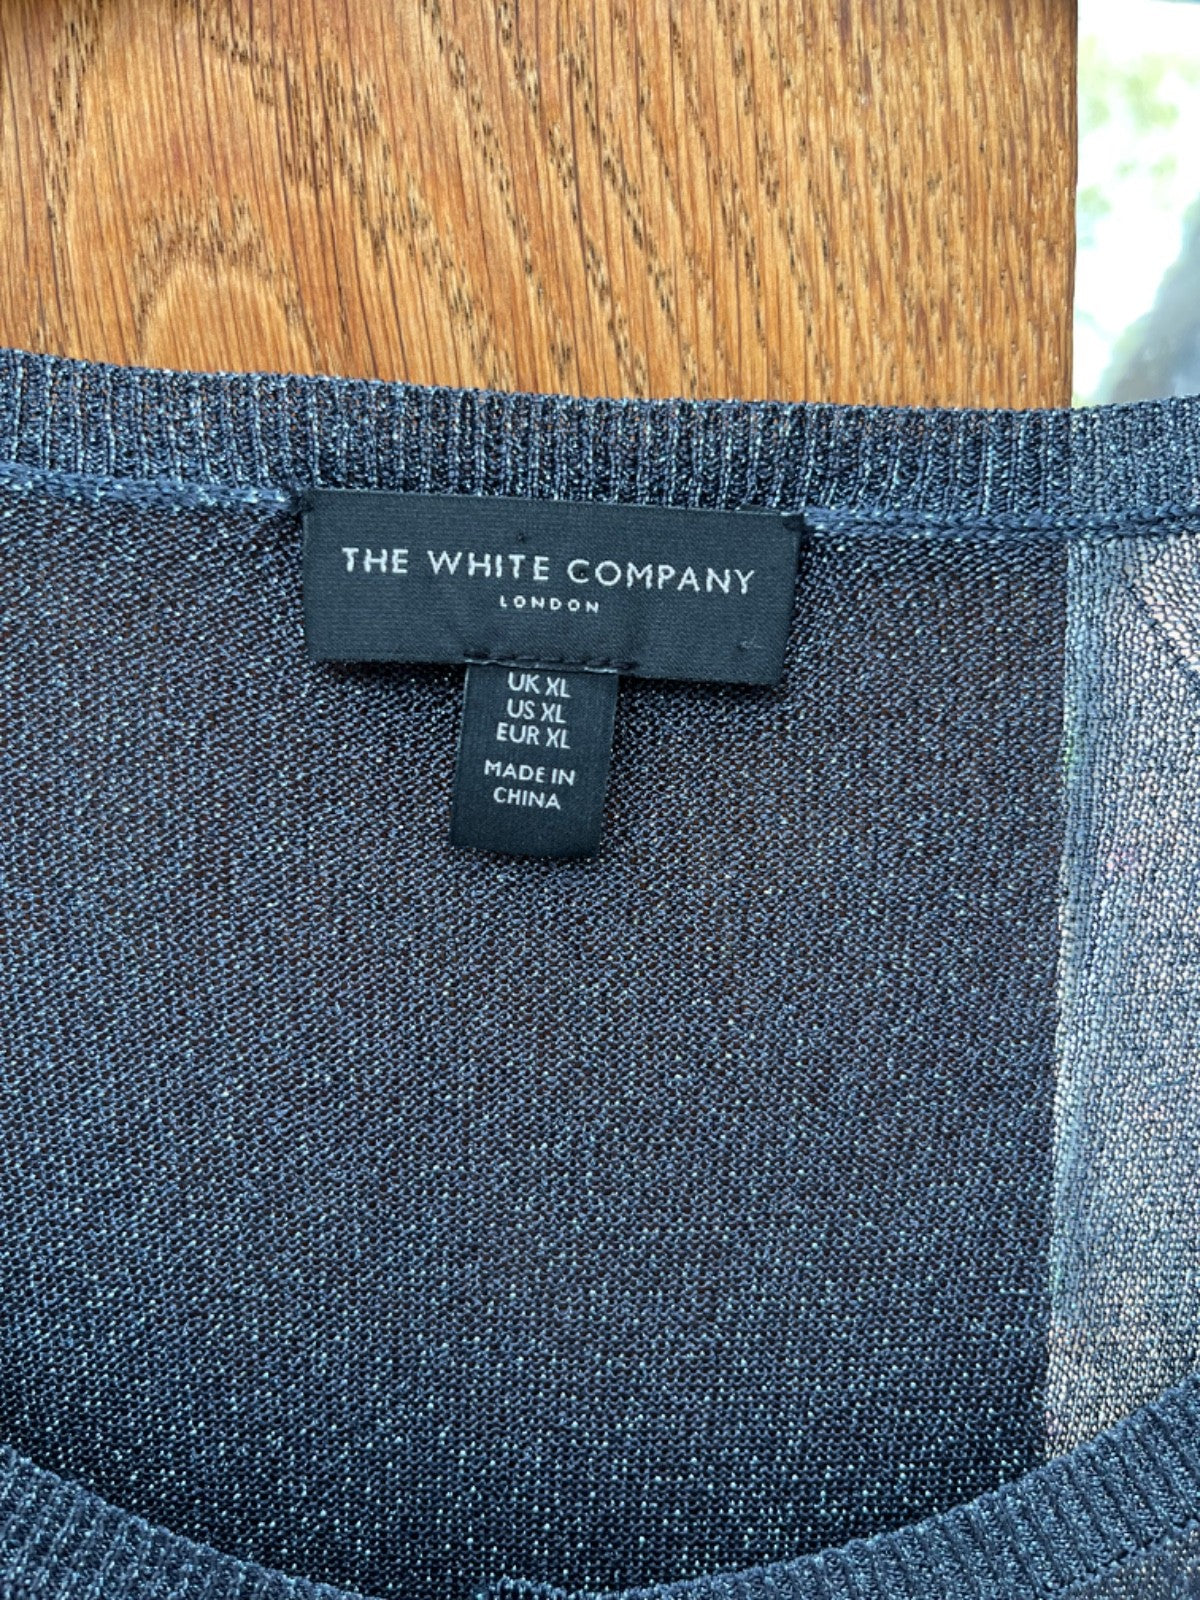 THE WHITE COMPANY
LONDON
UK XL
US XL
EUR XL
MADE IN
CHINA